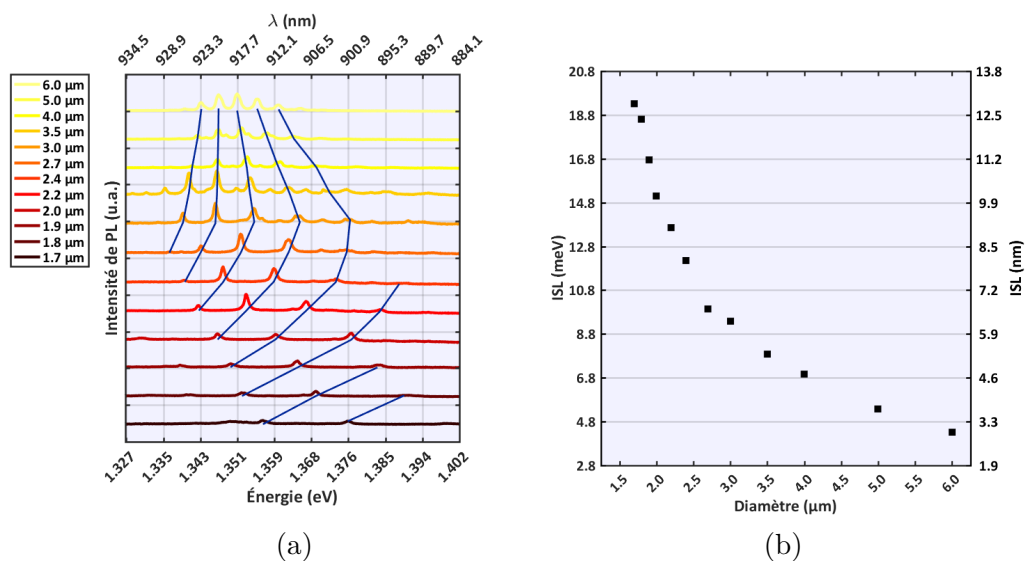 λ (nm)
934.5 928.9 923.3 917.7 912.1 906.5 900.9 895.3 889.7 884.1
6.0 µm
5.0 µm
4.0 µm
3.5 µm
3.0 µm
2.7 µm
2.4 µm
2.2 µm
2.0 µm
1.9 µm
1.8 µm
1.7 µm
Intensité de PL (u.a.)
1.327 1.335 1.343 1.351 1.359 1.368 1.376 1.385 1.394 1.402
Énergie (eV)
(a)
20.8
18.8
16.8
14.8
12.8
10.8
8.8
6.8
4.8
2.8
ISL (meV)
13.8
12.5
11.2
9.9
8.5
7.2
5.9
4.6
3.3
1.9
ISL (nm)
1.5 2.0 2.5 3.0 3.5 4.0 4.5 5.0 5.5 6.0
Diamètre (µm)
(b)